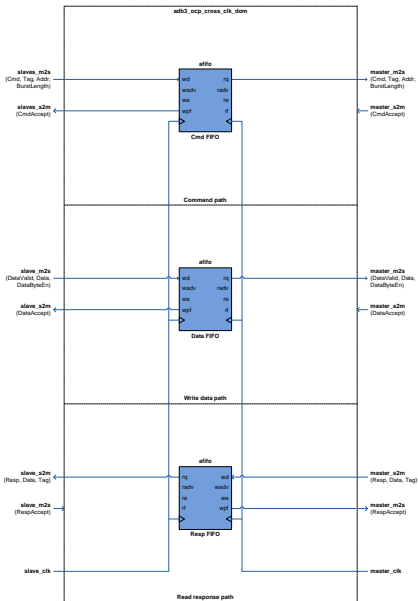 adb3_ocp_cross_clk_dom
slaves_m2s
(Cmd, Tag, Addr,
BurstLength)
slaves_s2m
(CmdAccept)
afifo
wd rq
wadv radv
we re
wpf rf
Cmd FIFO
master_m2s
(Cmd, Tag, Addr,
BurstLength)
master_s2m
(CmdAccept)
Command path
slave_m2s
(DataValid, Data,
DataByteEn)
slave_s2m
(DataAccept)
afifo
wd rq
wadv radv
we re
wpf rf
Data FIFO
master_m2s
(DataValid, Data,
DataByteEn)
master_s2m
(DataAccept)
Write data path
slave_s2m
(Resp, Data, Tag)
slave_m2s
(RespAccept)
afifo
rq wd
radv wadv
re we
rf wpf
Resp FIFO
master_s2m
(Resp, Data, Tag)
master_m2s
(RespAccept)
slave_clk
master_clk
Read response path